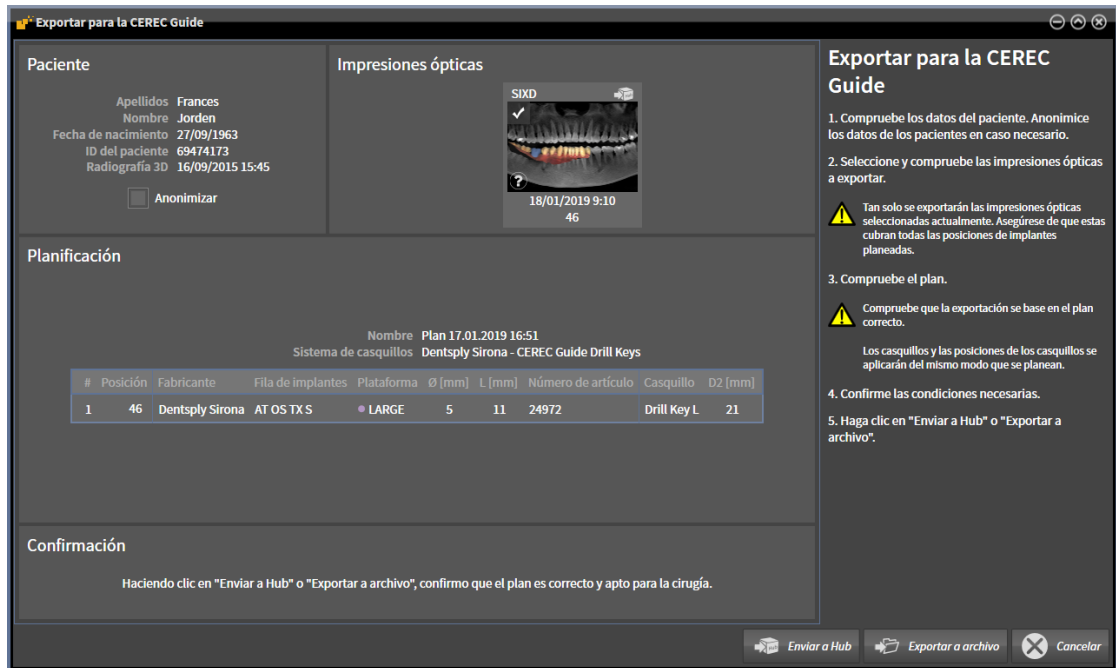 Exportar para la CEREC Guide
Paciente
Apellidos Frances
Nombre Jorden
Fecha de nacimiento 27/09/1963
ID del paciente 69474173
Radiografía 3D 16/09/2015 15:45
Anonimizar
Impresiones ópticas
SIXD
?
18/01/2019 9:10
46
Planificación
Nombre Plan 17.01.2019 16:51
Sistema de casquillos Dentsply Sirona - CEREC Guide Drill Keys
# Posición Fabricante Fila de implantes Plataforma Ø [mm] L [mm] Número de artículo Casquillo D2 [mm]
1 46 Dentsply Sirona AT OS TX S LARGE 5 11 24972 Drill Key L 21
Confirmación
Haciendo clic en "Enviar a Hub" o "Exportar a archivo", confirmo que el plan es correcto y apto para la cirugía.
Exportar para la CEREC
Guide
1. Compruebe los datos del paciente. Anonimice
los datos de los pacientes en caso necesario.
2. Seleccione y compruebe las impresiones ópticas
a exportar.
Tan solo se exportarán las impresiones ópticas
seleccionadas actualmente. Asegúrese de que estas
cubran todas las posiciones de implantes
planeadas.
3. Compruebe el plan.
Compruebe que la exportación se base en el plan
correcto.
Los casquillos y las posiciones de los casquillos se
aplicarán del mismo modo que se planean.
4. Confirme las condiciones necesarias.
5. Haga clic en "Enviar a Hub" o "Exportar a
archivo".
Enviar a Hub Exportar a archivo Cancelar